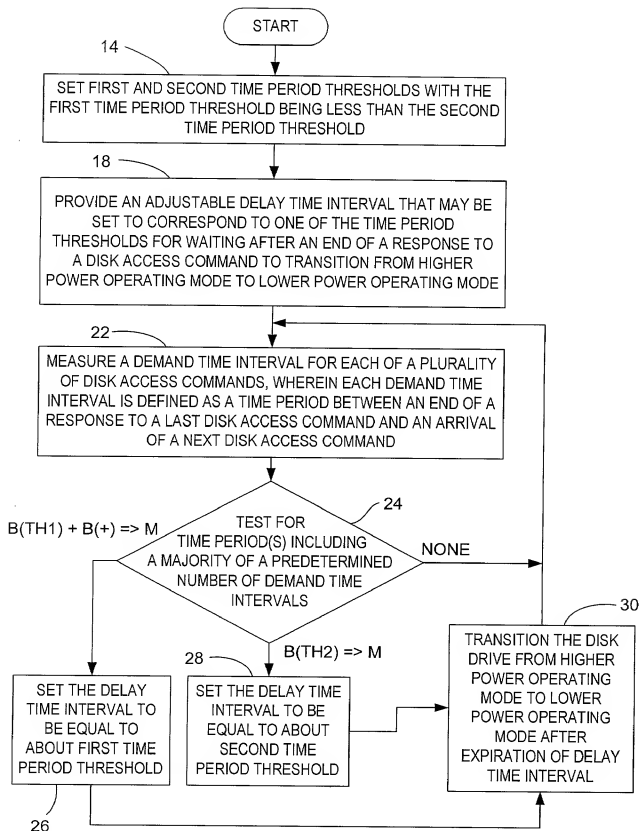 START
14
SET FIRST AND SECOND TIME PERIOD THRESHOLDS WITH THE
FIRST TIME PERIOD THRESHOLD BEING LESS THAN THE SECOND
TIME PERIOD THRESHOLD
18
PROVIDE AN ADJUSTABLE DELAY TIME INTERVAL THAT MAY BE
SET TO CORRESPOND TO ONE OF THE TIME PERIOD
THRESHOLDS FOR WAITING AFTER AN END OF A RESPONSE TO
A DISK ACCESS COMMAND TO TRANSITION FROM HIGHER
POWER OPERATING MODE TO LOWER POWER OPERATING MODE
22
MEASURE A DEMAND TIME INTERVAL FOR EACH OF A PLURALITY
OF DISK ACCESS COMMANDS, WHEREIN EACH DEMAND TIME
INTERVAL IS DEFINED AS A TIME PERIOD BETWEEN AN END OF A
RESPONSE TO A LAST DISK ACCESS COMMAND AND AN ARRIVAL
OF A NEXT DISK ACCESS COMMAND
24
TEST FOR
TIME PERIOD(S) INCLUDING
A MAJORITY OF A PREDETERMINED
NUMBER OF DEMAND TIME
INTERVALS
B(TH1) + B(+) => M
NONE
B(TH2) => M
SET THE DELAY
TIME INTERVAL TO
BE EQUAL TO
ABOUT FIRST TIME
PERIOD THRESHOLD
26
28
SET THE DELAY TIME
INTERVAL TO BE
EQUAL TO ABOUT
SECOND TIME
PERIOD THRESHOLD
30
TRANSITION THE DISK
DRIVE FROM HIGHER
POWER OPERATING
MODE TO LOWER
POWER OPERATING
MODE AFTER
EXPIRATION OF DELAY
TIME INTERVAL